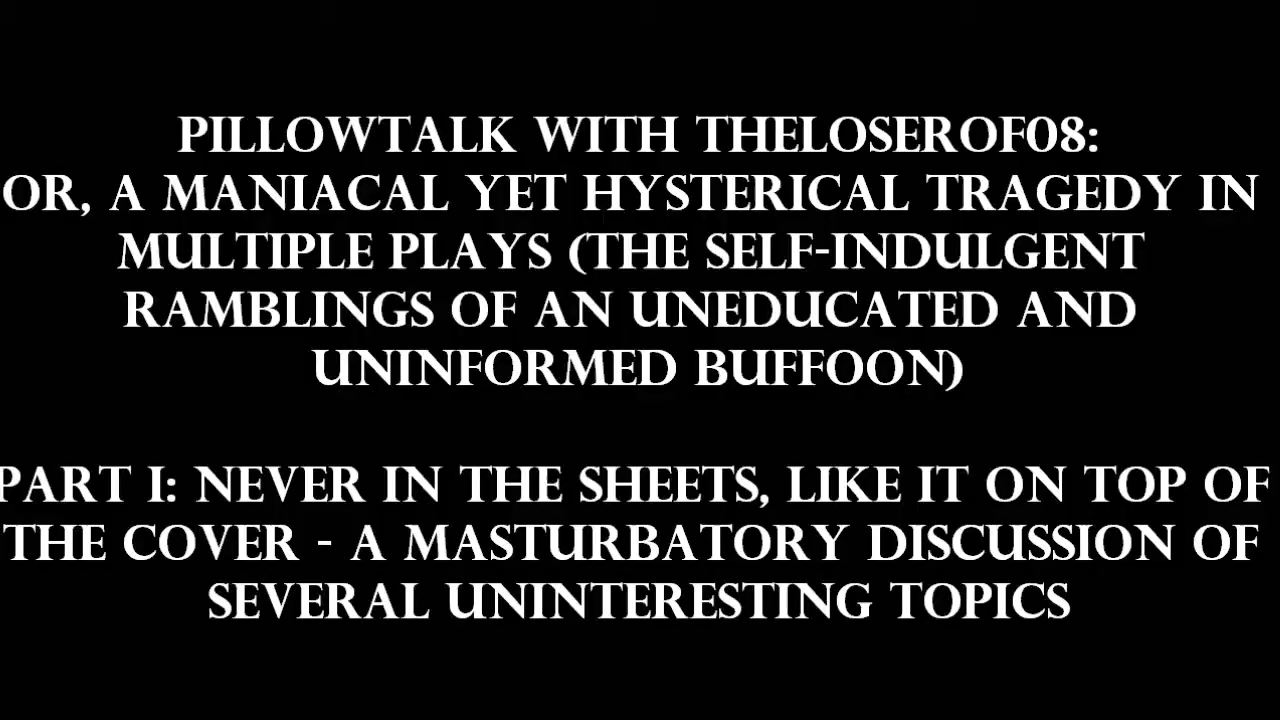 PILLOWTALK WITH THELOSEROF08:
OR, A MANIACAL YET HYSTERICAL TRAGEDY IN
MULTIPLE PLAYS (THE SELF-INDULGENT
RAMBLINGS OF AN UNEDUCATED AND
UNINFORMED BUFFOON)
PART I: NEVER IN THE SHEETS, LIKE IT ON TOP OF
THE COVER - A MASTURBATORY DISCUSSION OF
SEVERAL UNINTERESTING TOPICS